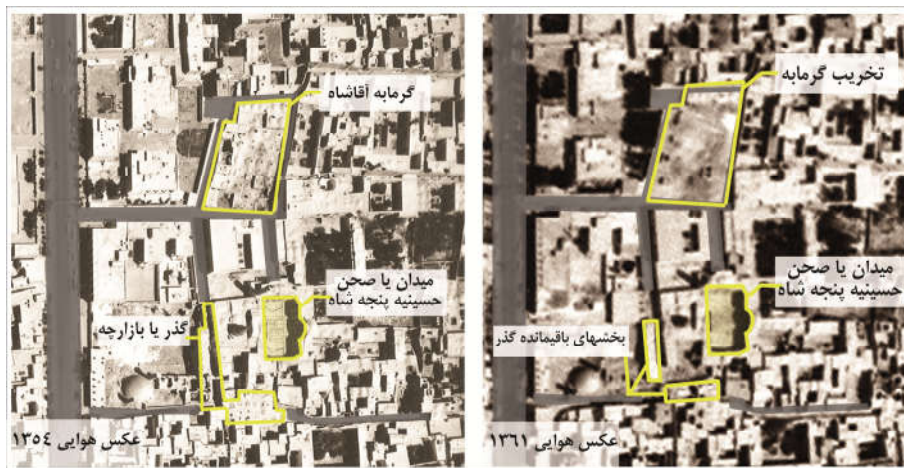 گرمابه آقاشاه
میدان یا صحن
حسینیه پنجه شاه
گذر یا بازارچه
عکس هوایی ۱۳۵٤
تخریب گرمابه
میدان یا صحن
حسینیه پنجه شاه
بخشهای باقیمانده گذر
عکس هوایی ۱۳۶۱